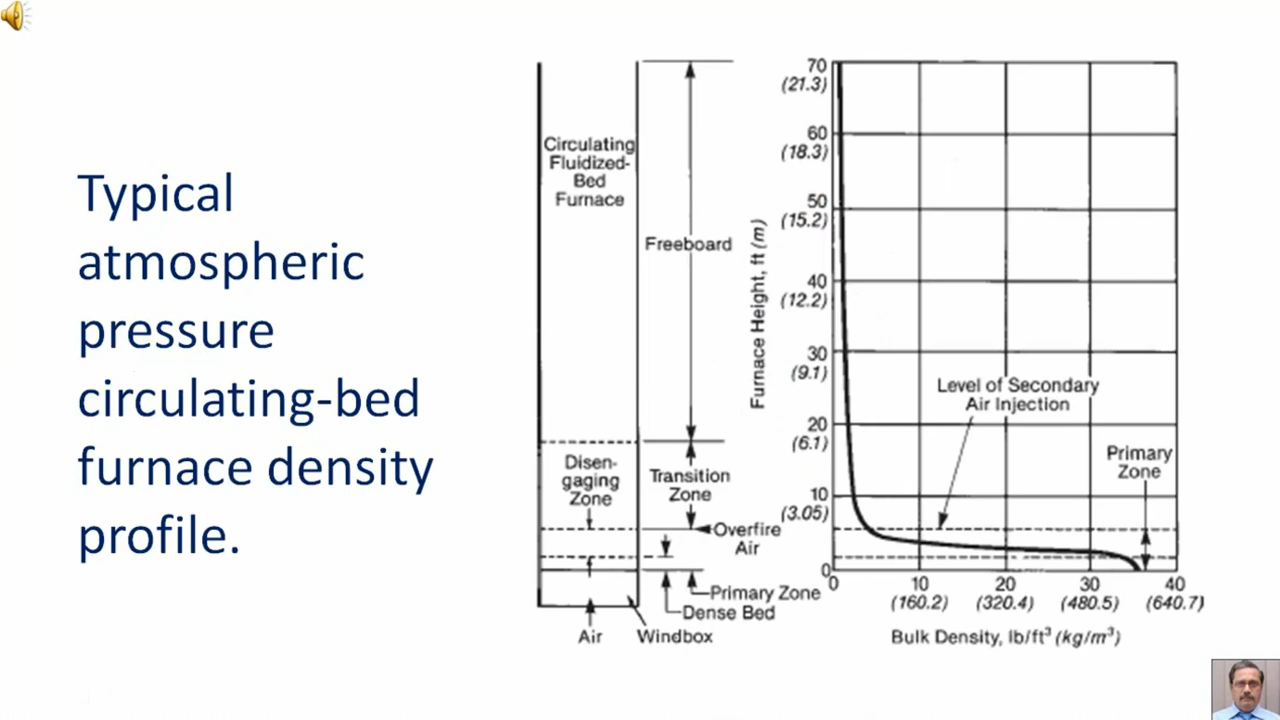 Typical
atmospheric
pressure
circulating-bed
furnace density
profile.
Circulating
Fluidized-
Bed
Furnace
Freeboard
Disen-
gaging
Zone
Transition
Zone
Overfire
Air
Primary Zone
Dense Bed
Air
Windbox
Furnace Height, ft (m)
70
(21.3)
60
(18.3)
50
(15.2)
40
(12.2)
30
(9.1)
20
(6.1)
10
(3.05)
0
Level of Secondary
Air Injection
Primary
Zone
0 10 20 30 40
(160.2) (320.4) (480.5) (640.7)
Bulk Density, lb/ft³ (kg/m³)